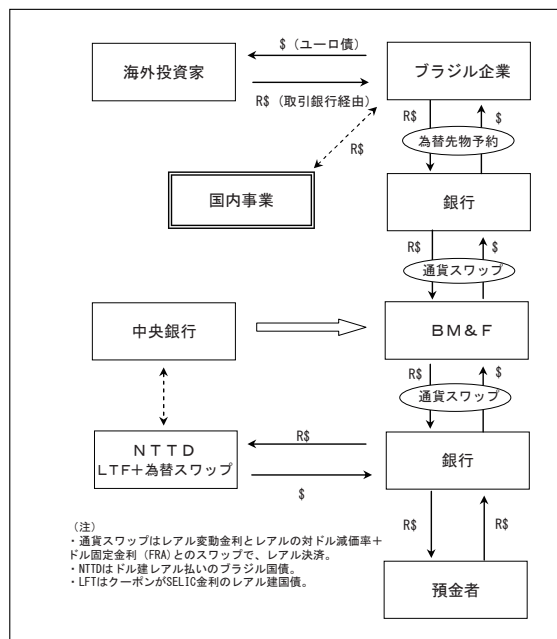 $ (ユーロ債)
海外投資家
ブラジル企業
R$ (取引銀行経由)
R$
$
為替先物予約
R$
国内事業
銀行
R$
$
通貨スワップ
中央銀行
BM&F
R$
$
通貨スワップ
NTTD
LTF+為替スワップ
R$
$
銀行
R$
R$
預金者
(注)
・通貨スワップはレアル変動金利とレアルの対ドル減価率+
ドル固定金利 (FRA)とのスワップで、レアル決済。
・NTTDはドル建レアル払いのブラジル国債。
・LFTはクーポンがSELIC金利のレアル建国債。